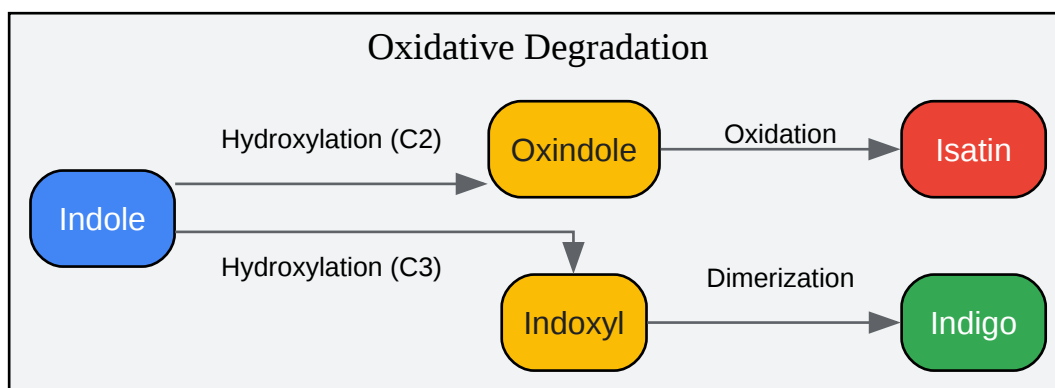 Oxidative Degradation
Hydroxylation (C2)
Oxindole
Oxidation
Isatin
Indole
Hydroxylation (C3)
Indoxyl
Dimerization
Indigo